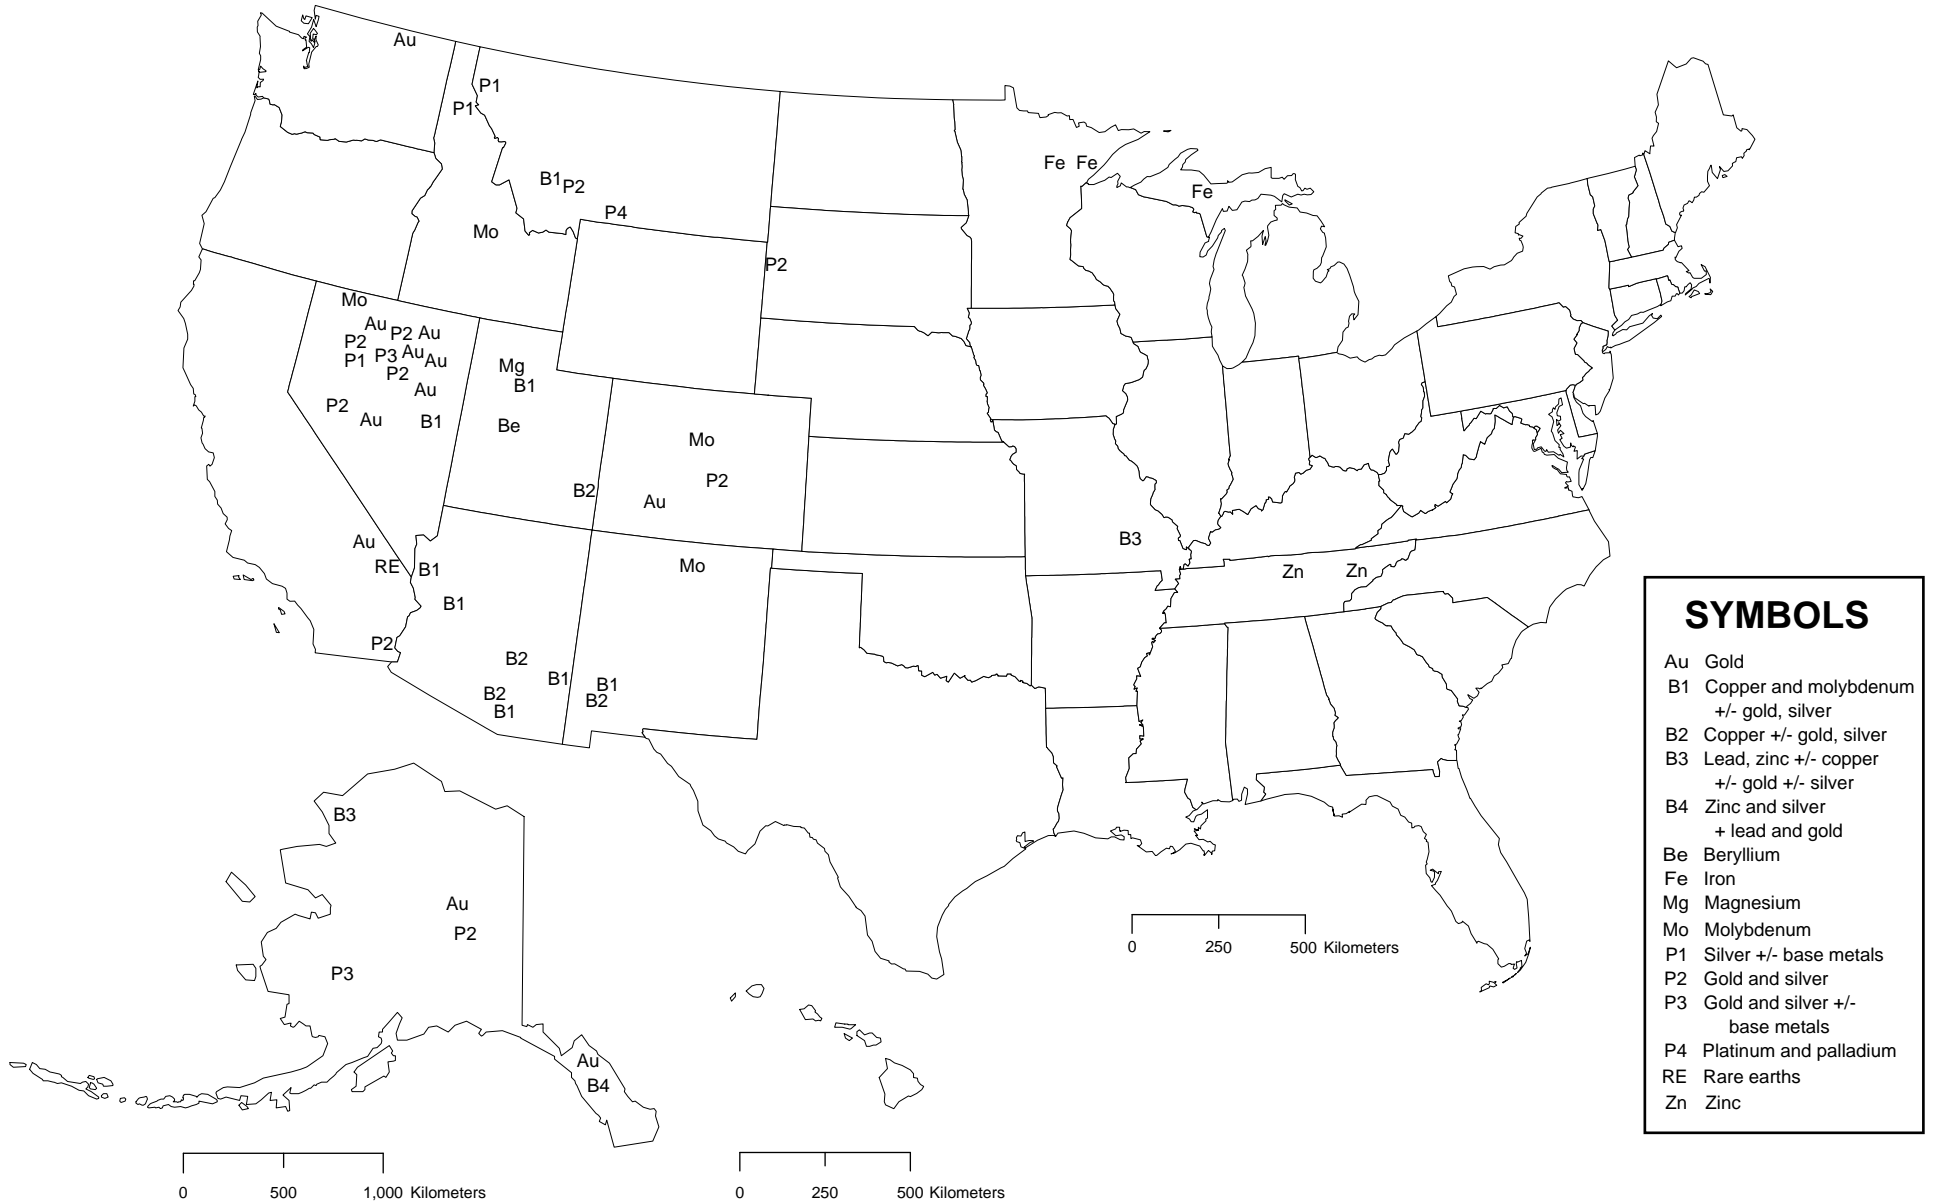 Au
P1
P1
B1
P2
P4
Mo
Fe Fe
Fe
P2
Mo
Au
P2
Au
P2
P1
P3
Au
Au
P2
Au
P2
Au
B1
Mg
B1
Be
B2
Mo
P2
Au
B3
Au
RE
B1
B1
P2
B2
B1
B2
B1
Mo
B1
B2
Zn Zn
B3
Au
P2
P3
Au
B4
0 500 1,000 Kilometers
0 250 500 Kilometers
0 250 500 Kilometers
SYMBOLS
Au Gold
B1 Copper and molybdenum
+/- gold, silver
B2 Copper +/- gold, silver
B3 Lead, zinc +/- copper
+/- gold +/- silver
B4 Zinc and silver
+ lead and gold
Be Beryllium
Fe Iron
Mg Magnesium
Mo Molybdenum
P1 Silver +/- base metals
P2 Gold and silver
P3 Gold and silver +/-
base metals
P4 Platinum and palladium
RE Rare earths
Zn Zinc